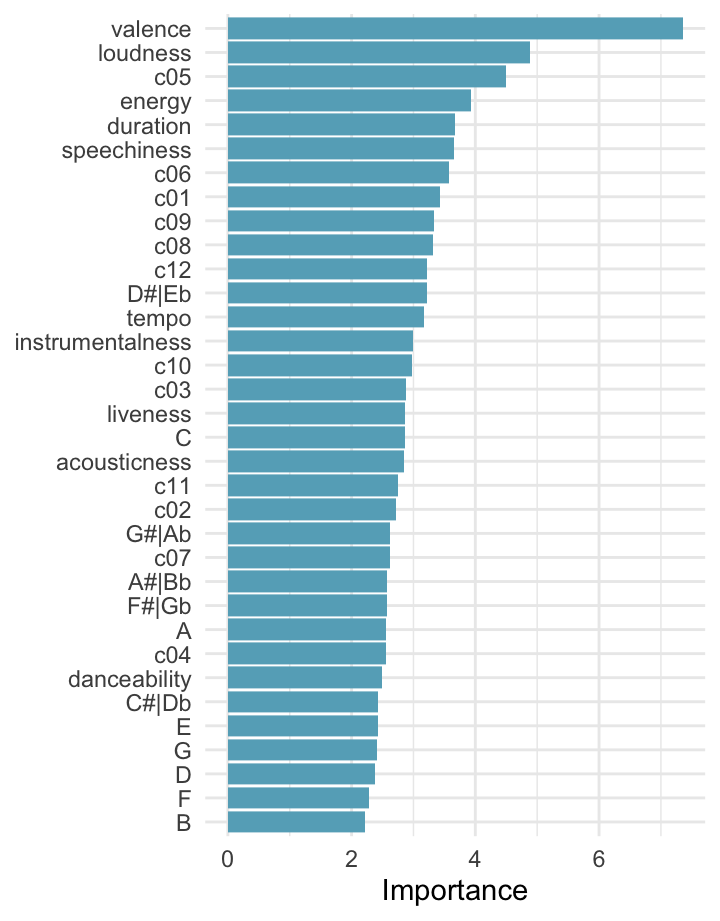 valence
loudness
c05
energy
duration
speechiness
c06
c01
c09
c08
c12
D#|Eb
tempo
instrumentalness
c10
c03
liveness
C
acousticness
c11
c02
G#|Ab
c07
A#|Bb
F#|Gb
A
c04
danceability
C#|Db
E
G
D
F
B
0 2 4 6
Importance